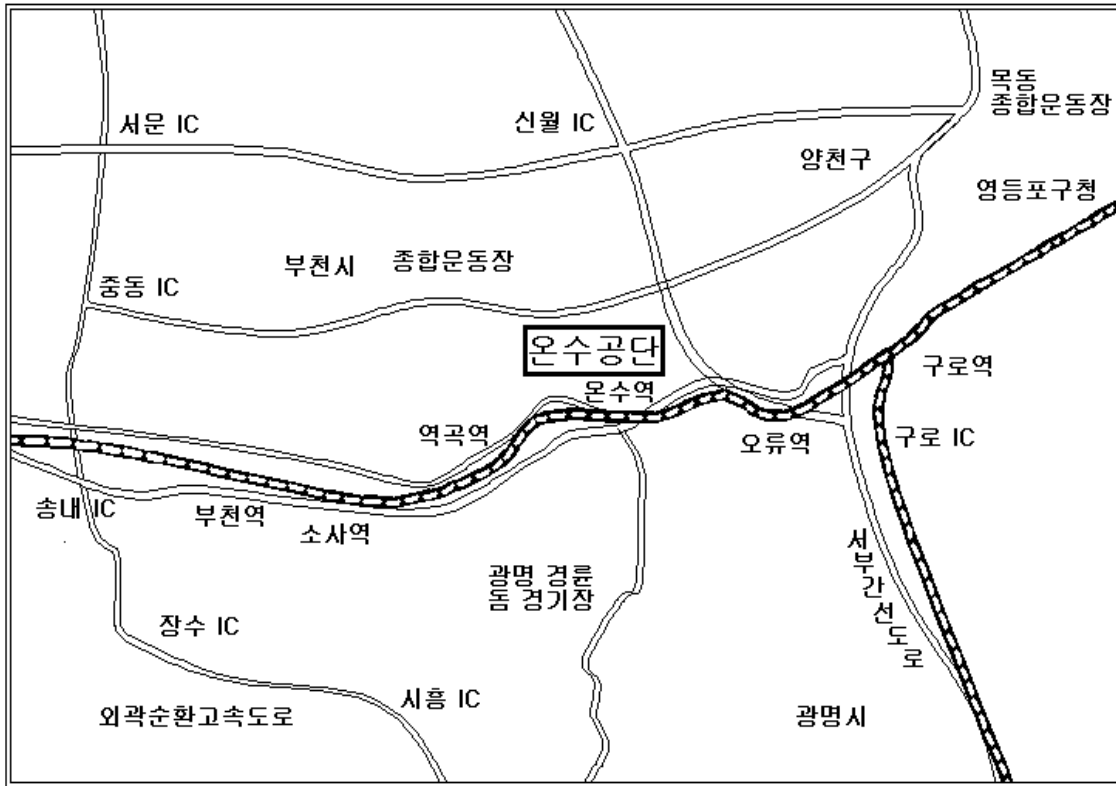 목동
종합운동장
서문 IC
신월 IC
양천구
영등포구청
부천시
종합운동장
중동 IC
온수공단
온수역
구로역
역곡역
오류역
구로 IC
송내 IC
부천역
소사역
광명 경륜
돔 경기장
서부간선도로
장수 IC
시흥 IC
외곽순환고속도로
광명시